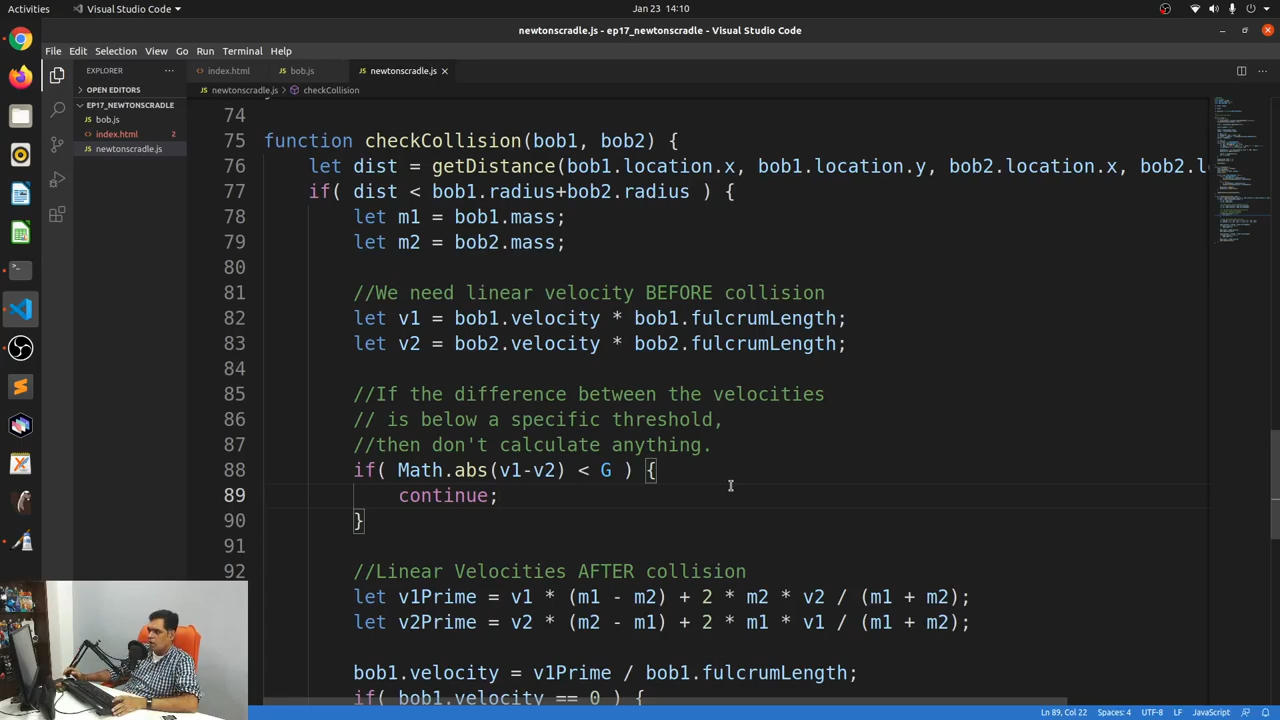 Activities
Visual Studio Code
Jan 23 14:10
newtonscradle.js - ep17_newtonscradle - Visual Studio Code
File Edit Selection View Go Run Terminal Help
EXPLORER
index.html
bob.js
newtonscradle.js
OPEN EDITORS
newtonscradle.js > checkCollision
EP17_NEWTONSCRADLE
bob.js
index.html 2
newtonscradle.js
74
75 function checkCollision(bob1, bob2) {
76 let dist = getDistance(bob1.location.x, bob1.location.y, bob2.location.x, bob2.lo
77 if( dist < bob1.radius+bob2.radius ) {
78 let m1 = bob1.mass;
79 let m2 = bob2.mass;
80
81 //We need linear velocity BEFORE collision
82 let v1 = bob1.velocity * bob1.fulcrumLength;
83 let v2 = bob2.velocity * bob2.fulcrumLength;
84
85 //If the difference between the velocities
86 // is below a specific threshold,
87 //then don't calculate anything.
88 if( Math.abs(v1-v2) < G ) {
89 continue;
90 }
91
92 //Linear Velocities AFTER collision
let v1Prime = v1 * (m1 - m2) + 2 * m2 * v2 / (m1 + m2);
let v2Prime = v2 * (m2 - m1) + 2 * m1 * v1 / (m1 + m2);
bob1.velocity = v1Prime / bob1.fulcrumLength;
if( bob1.velocity == 0 ) {
Ln 89, Col 22 Spaces: 4 UTF-8 LF JavaScript